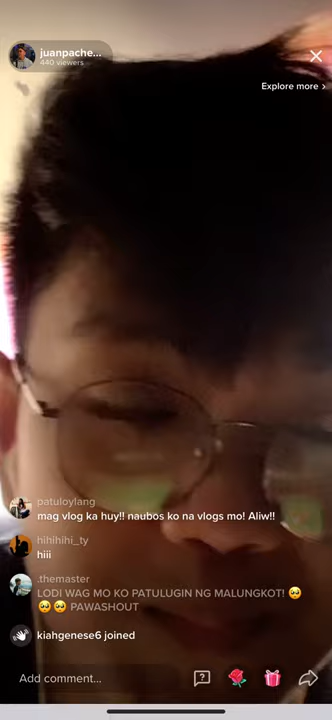 juanpache...
440 viewers
Explore more >
patuloylang
mag vlog ka huy!! naubos ko na vlogs mo! Aliw!!
hihihihi_ty
hiii
.themaster
LODI WAG MO KO PATULUGIN NG MALUNGKOT! 🥺
🥺🥺 PAWASHOUT
kiahgenese6 joined
Add comment...